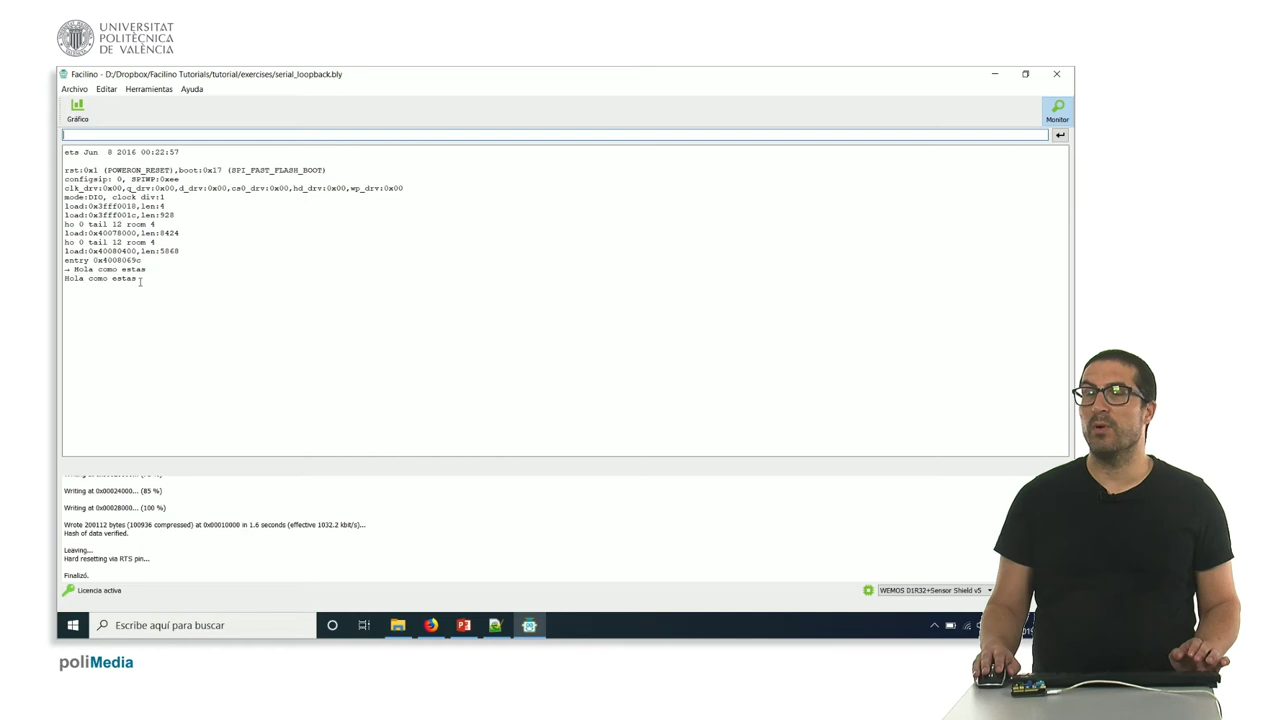 UNIVERSITAT
POLITÈCNICA
DE VALÈNCIA
Facilino - D:/Dropbox/Facilino Tutorials/tutorial/exercises/serial_loopback.bly
Archivo Editar Herramientas Ayuda
Gráfico
Monitor
ets Jun 8 2016 00:22:57
rst:0x1 (POWERON_RESET),boot:0x17 (SPI_FAST_FLASH_BOOT)
configsip: 0, SPIWP:0xee
clk_drv:0x00,q_drv:0x00,d_drv:0x00,cs0_drv:0x00,hd_drv:0x00,wp_drv:0x00
mode:DIO, clock div:1
load:0x3fff0018,len:4
load:0x3fff001c,len:928
ho 0 tail 12 room 4
load:0x40078000,len:8424
ho 0 tail 12 room 4
load:0x40080400,len:5868
entry 0x4008069c
→ Hola como estas
Hola como estas
Writing at 0x00024000... (85 %)
Writing at 0x00028000... (100 %)
Wrote 200112 bytes (100936 compressed) at 0x00010000 in 1.6 seconds (effective 1032.2 kbit/s)...
Hash of data verified.
Leaving...
Hard resetting via RTS pin...
Finalizó.
Licencia activa
WEMOS D1R32+Sensor Shield v5
Escribe aquí para buscar
poliMedia